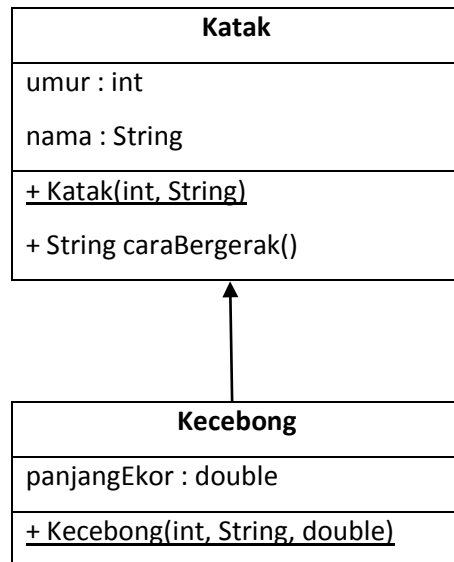 Katak
umur : int
nama : String
+ Katak(int, String)
+ String caraBergerak()
Kecebong
panjangEkor : double
+ Kecebong(int, String, double)